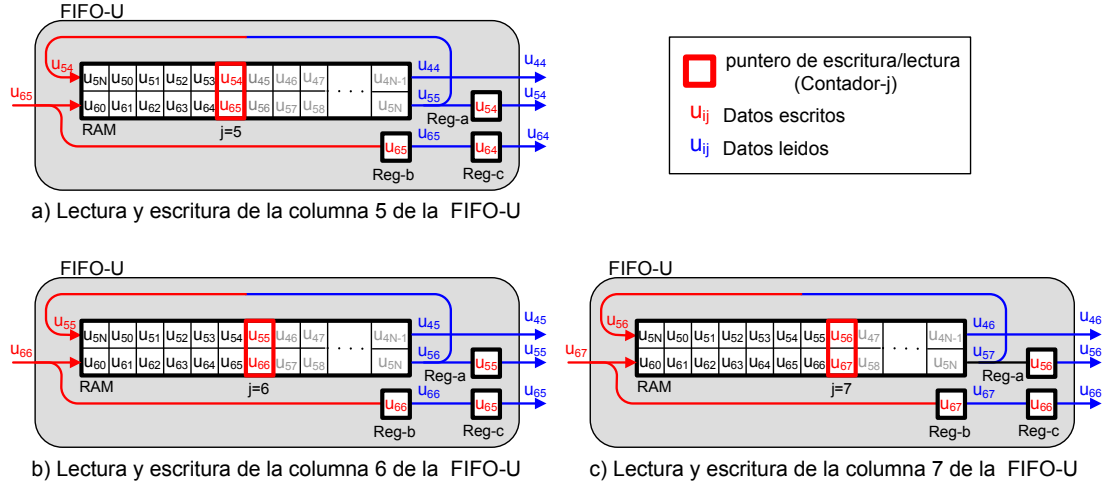 FIFO-U
u54
u65
u5N u50 u51 u52 u53 u54 u45 u46 u47 . . . u4N-1
u60 u61 u62 u63 u64 u65 u56 u57 u58 u5N
RAM
j=5
u44
u55
u44
u54
Reg-a
u54
u65
u64
u65
Reg-b
u64
Reg-c
a) Lectura y escritura de la columna 5 de la FIFO-U
puntero de escritura/lectura
(Contador-j)
uij Datos escritos
uij Datos leidos
FIFO-U
u55
u66
u5N u50 u51 u52 u53 u54 u55 u46 u47 . . . u4N-1
u60 u61 u62 u63 u64 u65 u66 u57 u58 u5N
RAM
j=6
u45
u56
u45
u55
Reg-a
u55
u66
u65
u66
Reg-b
u65
Reg-c
b) Lectura y escritura de la columna 6 de la FIFO-U
FIFO-U
u56
u67
u5N u50 u51 u52 u53 u54 u55 u56 u47 . . . u4N-1
u60 u61 u62 u63 u64 u65 u66 u67 u58 u5N
RAM
j=7
u46
u57
u46
u56
Reg-a
u56
u67
u66
u67
Reg-b
u66
Reg-c
c) Lectura y escritura de la columna 7 de la FIFO-U